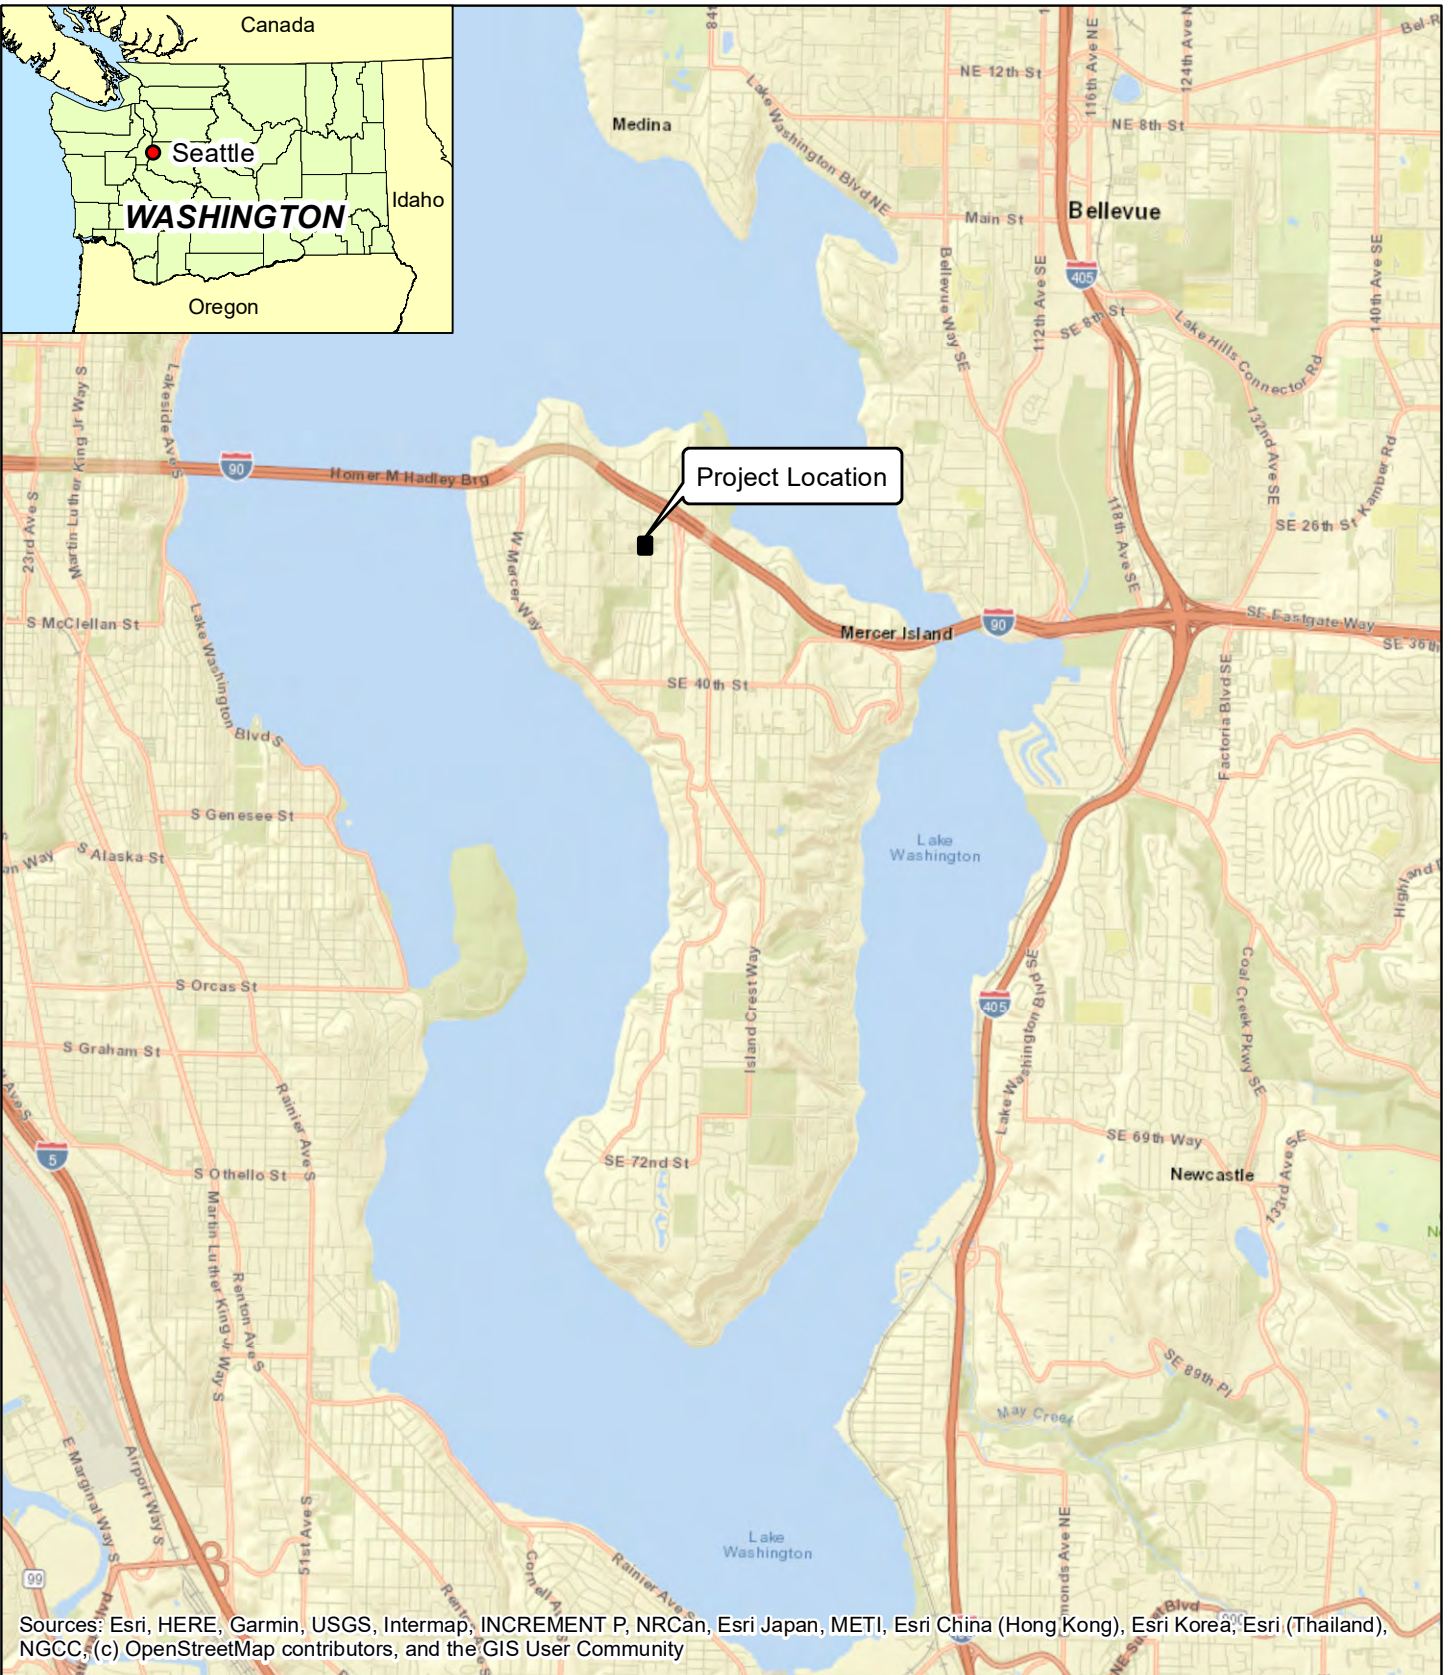 Canada
Seattle
WASHINGTON
Idaho
Oregon
NE 12th St
116th Ave NE
NE 8th St
Medina
Lake Washington Blvd NE
Main St
Bellevue
405
Bellevue Way SE
112th Ave SE
SE 8th St
Lake Hills Connector Rd
140th Ave SE
132nd Ave SE
Kamber Rd
SE 26th St
118th Ave SE
Lakeside Ave S
Martin Luther King Jr Way S
23rd Ave S
90
Homer M Hadley Brg
Project Location
W Mercer Way
Mercer Island
90
SE Eastgate Way
SE 36th
S McClellan St
Lake Washington Blvd S
SE 40th St
Factoria Blvd SE
S Genesee St
S Alaska St
an Way
Lake
Washington
Highland
S Orcas St
Island Crest Way
405
Lake Washington Blvd SE
Coal Creek Pkwy SE
S Graham St
Ave S
Rainier Ave S
5
SE 69th Way
133rd Ave SE
SE 72nd St
S Othello St
Newcastle
Martin Luther King Jr Way S
Renton Ave S
SE 89th Pl
May Creek
E Marginal Way S
Airport Way S
51st Ave S
99
Cornell Av
Rainier Ave S
Lake
Washington
monds Ave NE
Sources: Esri, HERE, Garmin, USGS, Intermap, INCREMENT P, NRCan, Esri Japan, METI, Esri China (Hong Kong), Esri Korea, Esri (Thailand),
NGCC, (c) OpenStreetMap contributors, and the GIS User Community